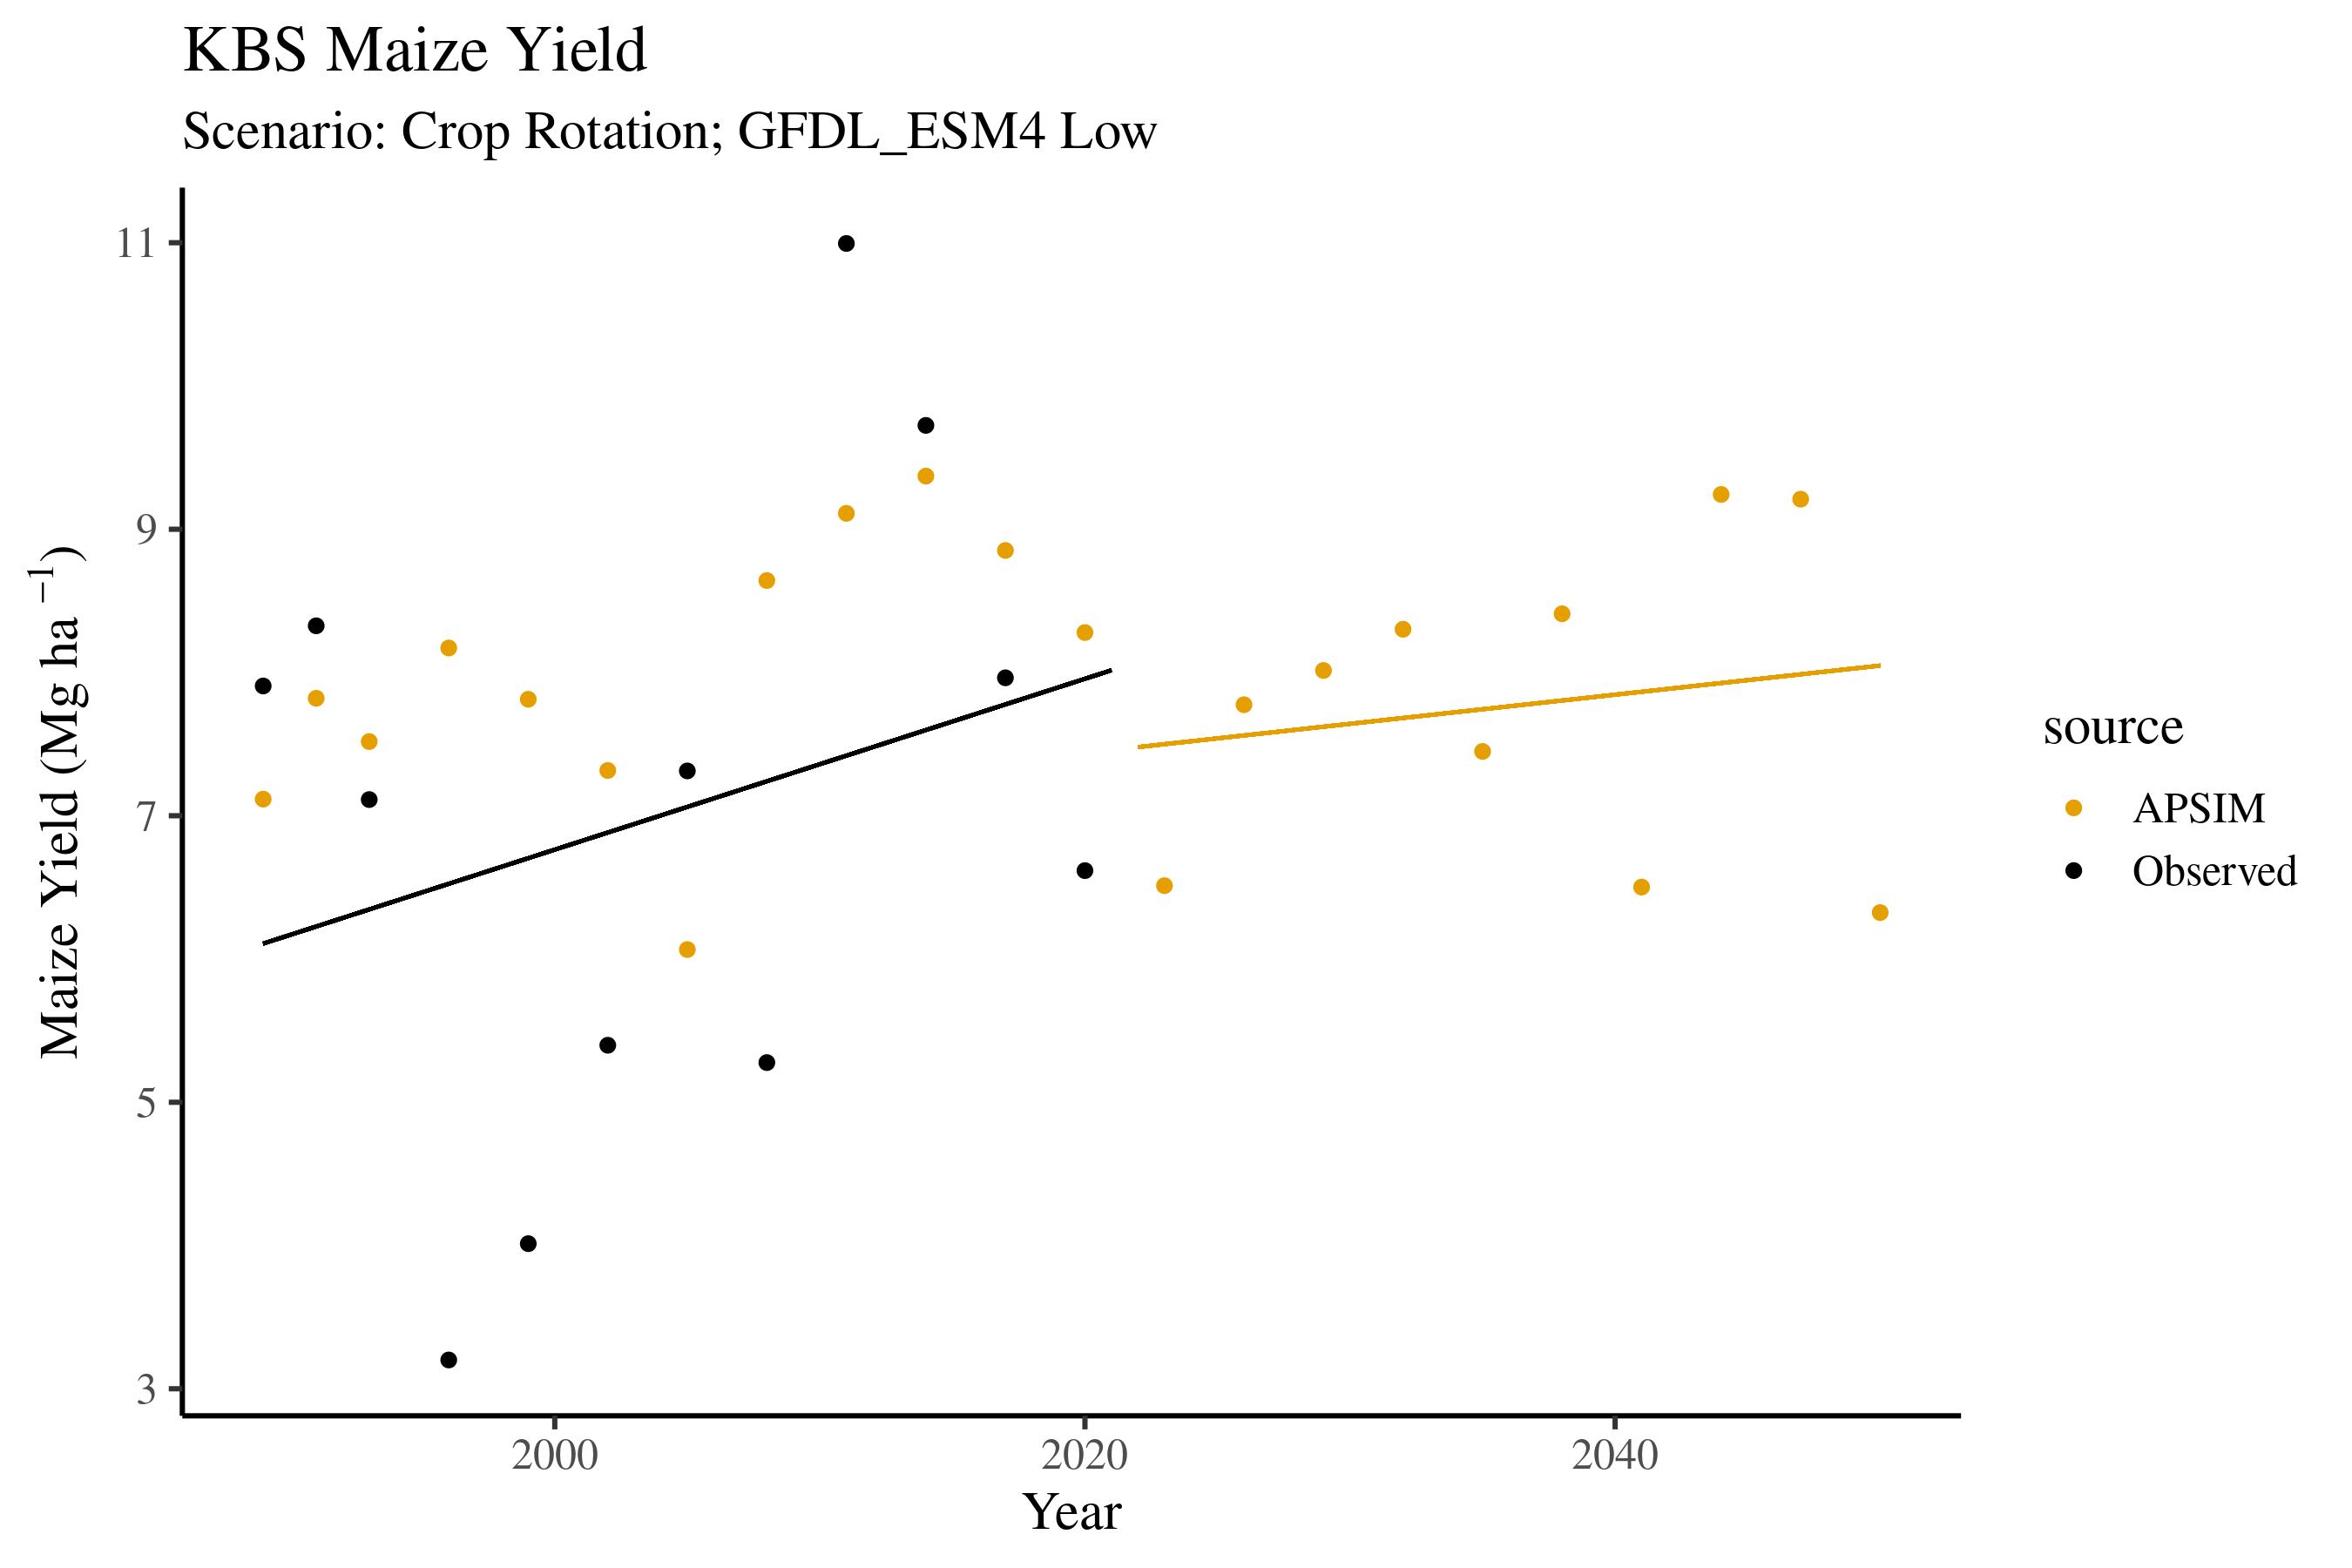 KBS Maize Yield
Scenario: Crop Rotation; GFDL_ESM4 Low
Maize Yield (Mg ha −1)
11
9
7
5
3
2000 2020 2040
Year
source
APSIM
Observed